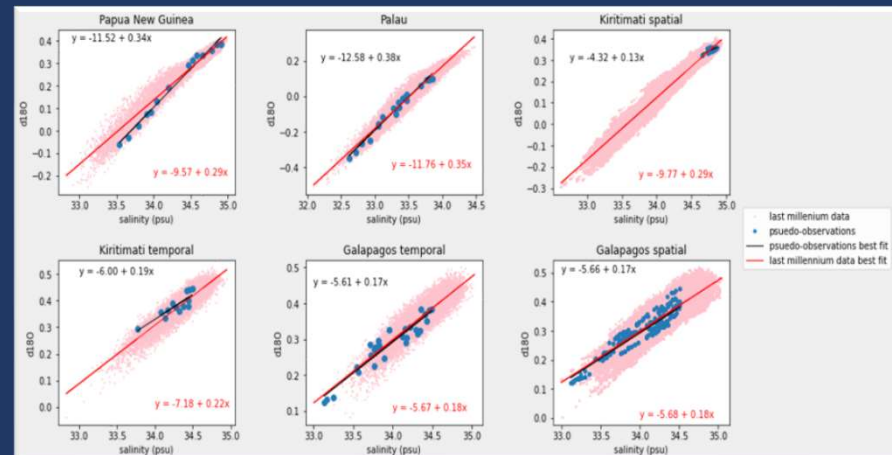 Papua New Guinea
y = -11.52 + 0.34x
0.4
0.3
0.2
0.1
0.0
−0.1
−0.2
d18O
y = -9.57 + 0.29x
33.0 33.5 34.0 34.5 35.0
salinity (psu)
Palau
y = -12.58 + 0.38x
0.2
0.0
−0.2
−0.4
d18O
y = -11.76 + 0.35x
32.0 32.5 33.0 33.5 34.0 34.5
salinity (psu)
Kiritimati spatial
y = -4.32 + 0.13x
0.4
0.3
0.2
0.1
0.0
−0.1
−0.2
−0.3
d18O
y = -9.77 + 0.29x
33.0 33.5 34.0 34.5 35.0
salinity (psu)
last millenium data
psuedo-observations
psuedo-observations best fit
last millennium data best fit
Kiritimati temporal
y = -6.00 + 0.19x
0.5
0.4
0.3
0.2
0.1
0.0
d18O
y = -7.18 + 0.22x
33.0 33.5 34.0 34.5 35.0
salinity (psu)
Galapagos temporal
y = -5.61 + 0.17x
0.5
0.4
0.3
0.2
0.1
d18O
y = -5.67 + 0.18x
33.0 33.5 34.0 34.5 35.0
salinity (psu)
Galapagos spatial
y = -5.66 + 0.17x
0.5
0.4
0.3
0.2
0.1
0.0
d18O
y = -5.68 + 0.18x
33.0 33.5 34.0 34.5 35.0
salinity (psu)